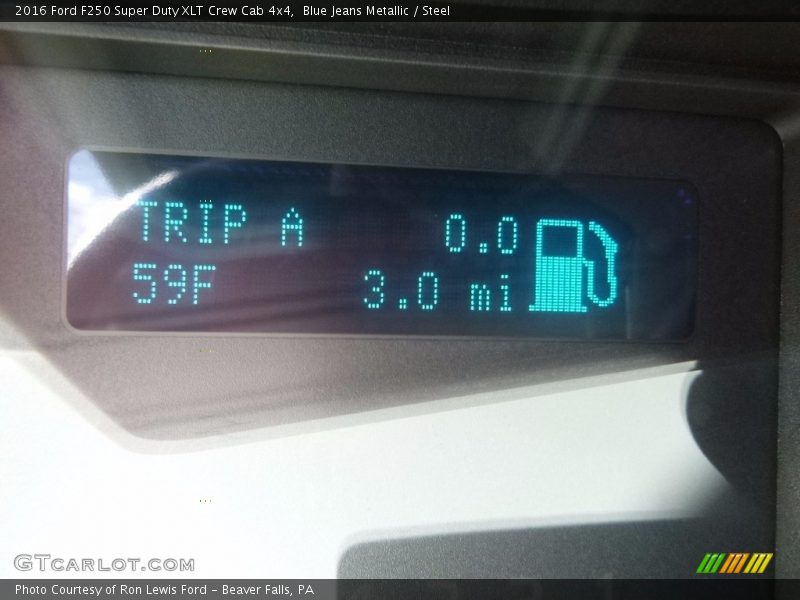 2016 Ford F250 Super Duty XLT Crew Cab 4x4, Blue Jeans Metallic / Steel
TRIP A 0.0
59F 3.0 mi
GTCARLOT.COM
Photo Courtesy of Ron Lewis Ford - Beaver Falls, PA